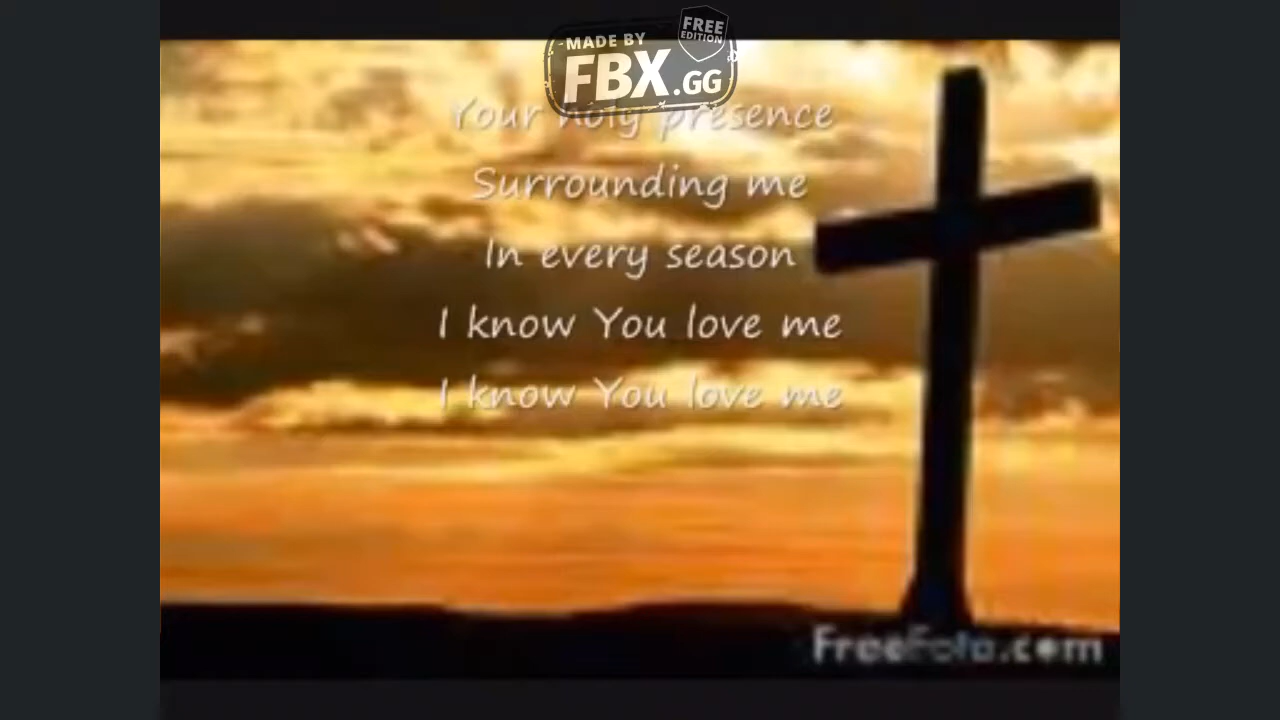 FREE
EDITION
MADE BY
FBX.GG
Your holy presence
Surrounding me
In every season
I know You love me
I know You love me
FreeFoto.com